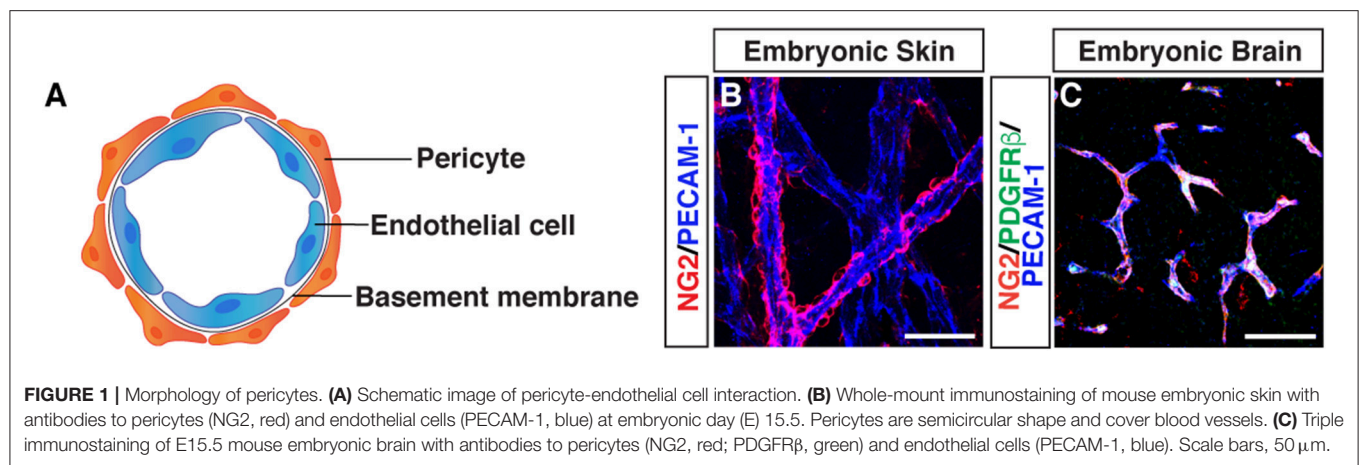 A
Pericyte
Endothelial cell
Basement membrane
Embryonic Skin
NG2/PECAM-1
B
Embryonic Brain
NG2/PDGFRβ/
PECAM-1
C
FIGURE 1 | Morphology of pericytes. (A) Schematic image of pericyte-endothelial cell interaction. (B) Whole-mount immunostaining of mouse embryonic skin with
antibodies to pericytes (NG2, red) and endothelial cells (PECAM-1, blue) at embryonic day (E) 15.5. Pericytes are semicircular shape and cover blood vessels. (C) Triple
immunostaining of E15.5 mouse embryonic brain with antibodies to pericytes (NG2, red; PDGFRβ, green) and endothelial cells (PECAM-1, blue). Scale bars, 50 μm.